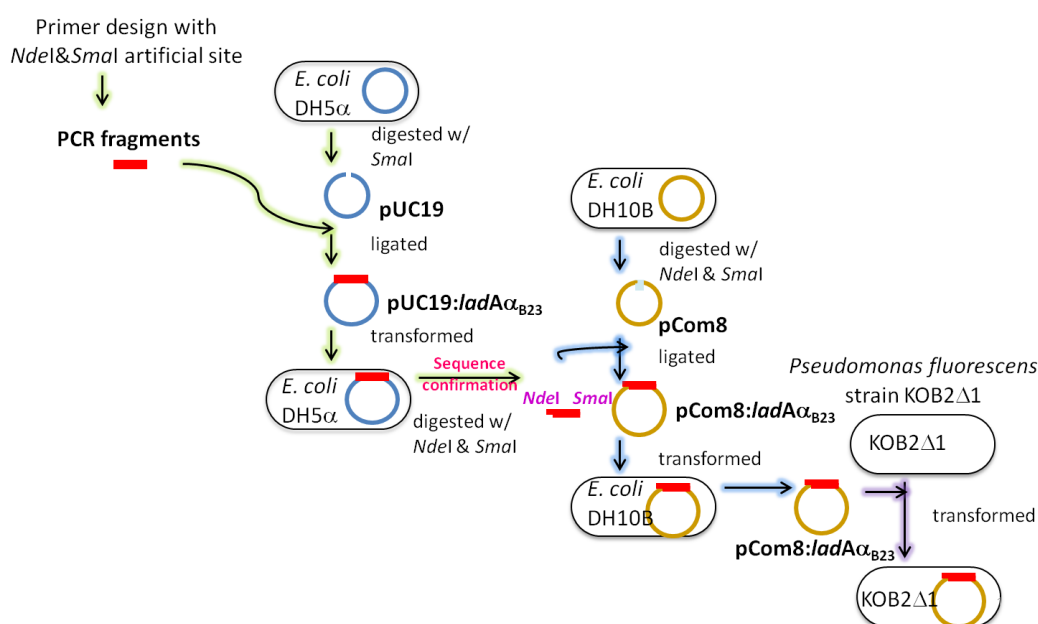 Primer design with
NdeI&SmaI artificial site
PCR fragments
E. coli
DH5α
digested w/
SmaI
pUC19
ligated
pUC19:ladAαB23
transformed
E. coli
DH5α
Sequence
confirmation
digested w/
NdeI & SmaI
E. coli
DH10B
digested w/
NdeI & SmaI
pCom8
ligated
NdeI SmaI
pCom8:ladAαB23
transformed
E. coli
DH10B
pCom8:ladAαB23
Pseudomonas fluorescens
strain KOB2Δ1
KOB2Δ1
transformed
KOB2Δ1